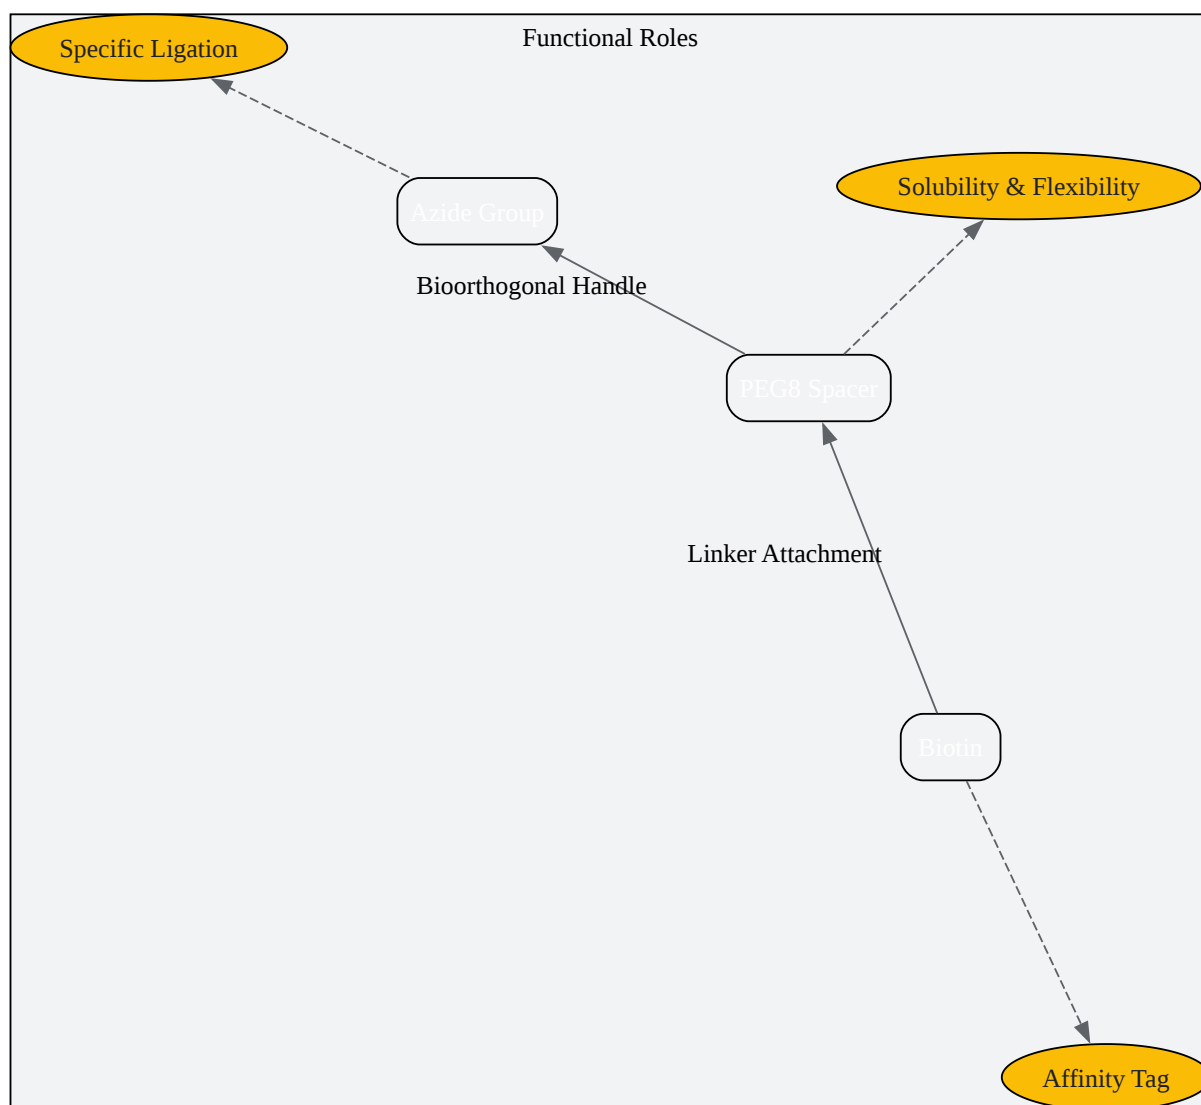 Functional Roles
Specific Ligation
Solubility & Flexibility
Azide Group
Bioorthogonal Handle
PEG8 Spacer
Linker Attachment
Biotin
Affinity Tag